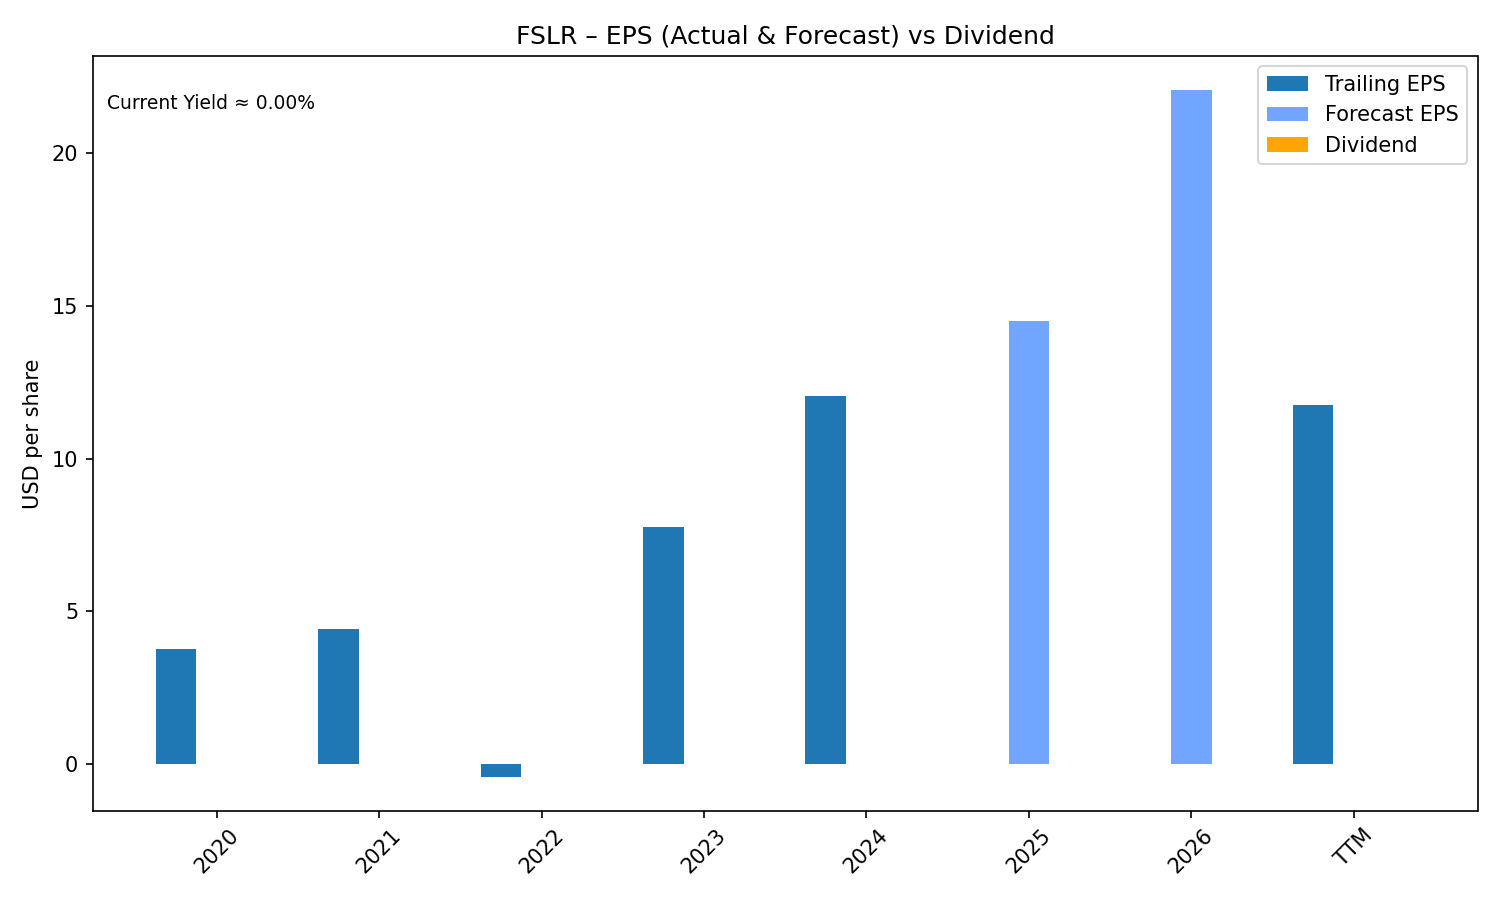 FSLR – EPS (Actual & Forecast) vs Dividend
Current Yield ≈ 0.00%
Trailing EPS
Forecast EPS
Dividend
USD per share
20
15
10
5
0
2020
2021
2022
2023
2024
2025
2026
TTM